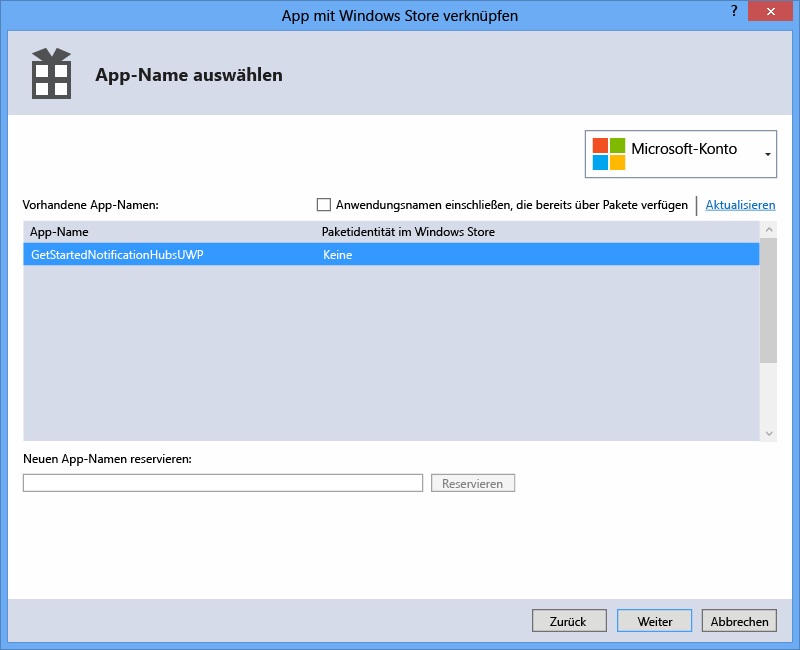 App mit Windows Store verknüpfen
?
App-Name auswählen
Microsoft-Konto
Vorhandene App-Namen:
Anwendungsnamen einschließen, die bereits über Pakete verfügen
Aktualisieren
App-Name Paketidentität im Windows Store
GetStartedNotificationHubsUWP Keine
Neuen App-Namen reservieren:
Reservieren
Zurück Weiter Abbrechen